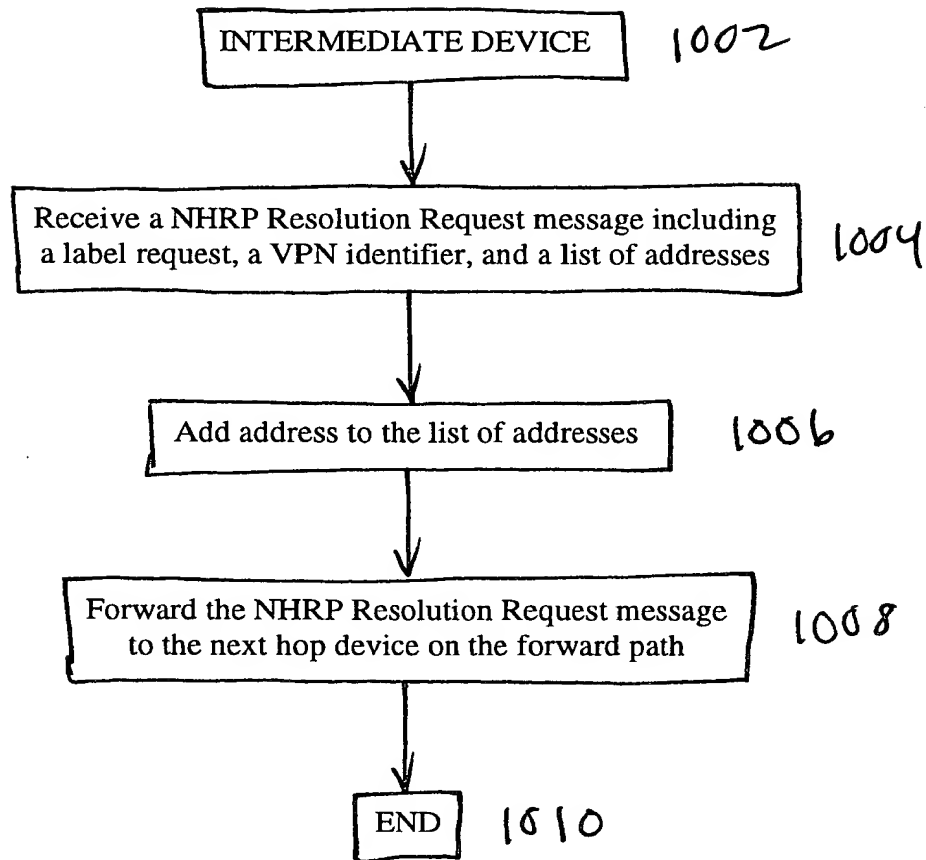 INTERMEDIATE DEVICE 1002
Receive a NHRP Resolution Request message including
a label request, a VPN identifier, and a list of addresses 1004
Add address to the list of addresses 1006
Forward the NHRP Resolution Request message
to the next hop device on the forward path 1008
END 1010